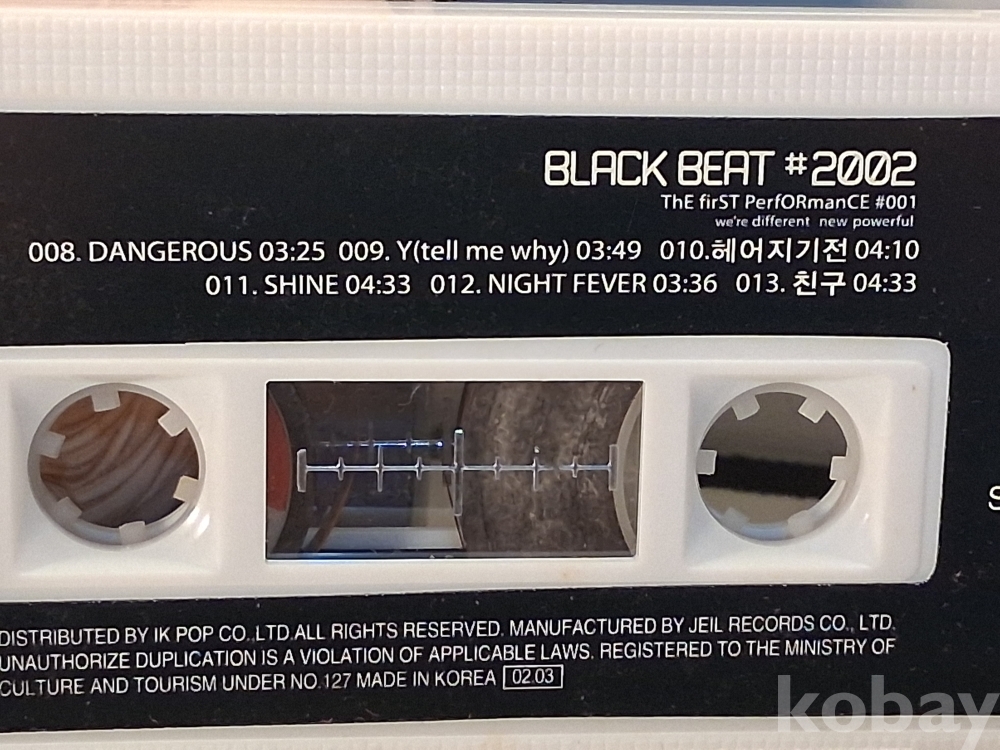 BLACK BEAT #2002
ThE firST PerfORmanCE #001
we're different new powerful
008. DANGEROUS 03:25 009. Y(tell me why) 03:49 010.헤어지기전 04:10
011. SHINE 04:33 012. NIGHT FEVER 03:36 013. 친구 04:33
S
DISTRIBUTED BY IK POP CO.,LTD.ALL RIGHTS RESERVED. MANUFACTURED BY JEIL RECORDS CO., LTD.
UNAUTHORIZE DUPLICATION IS A VIOLATION OF APPLICABLE LAWS. REGISTERED TO THE MINISTRY OF
CULTURE AND TOURISM UNDER NO.127 MADE IN KOREA 02.03
kobay